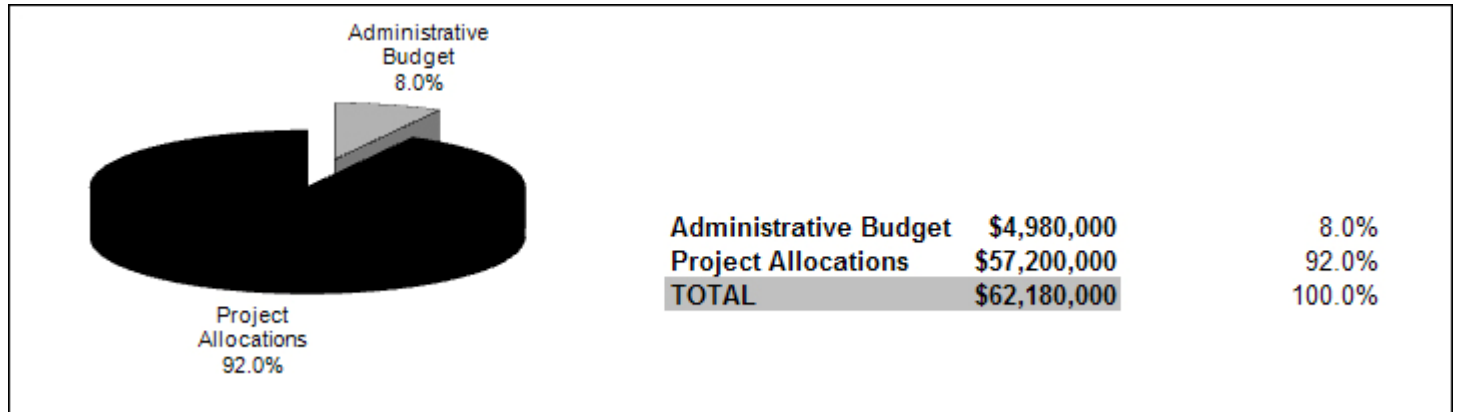 Administrative
Budget
8.0%
Project
Allocations
92.0%
Administrative Budget $4,980,000 8.0%
Project Allocations $57,200,000 92.0%
TOTAL $62,180,000 100.0%